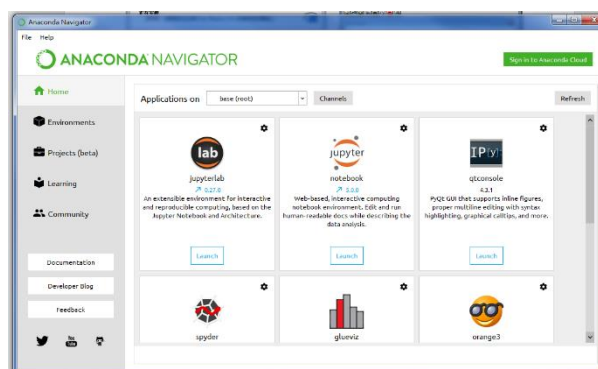 Anaconda Navigator
File Help
ANACONDA NAVIGATOR
Sign in to Anaconda Cloud
Home
Applications on base (root) Channels Refresh
Environments
Projects (beta)
Learning
Community
Documentation
Developer Blog
Feedback
lab
jupyterlab
0.27.0
An extensible environment for interactive
and reproducible computing, based on the
Jupyter Notebook and Architecture.
Launch
jupyter
notebook
5.0.0
Web-based, interactive computing
notebook environment. Edit and run
human-readable docs while describing the
data analysis.
Launch
IP[y]
qtconsole
4.3.1
PyQt GUI that supports inline figures,
proper multiline editing with syntax
highlighting, graphical calltips, and more.
Launch
spyder
glueviz
orange3